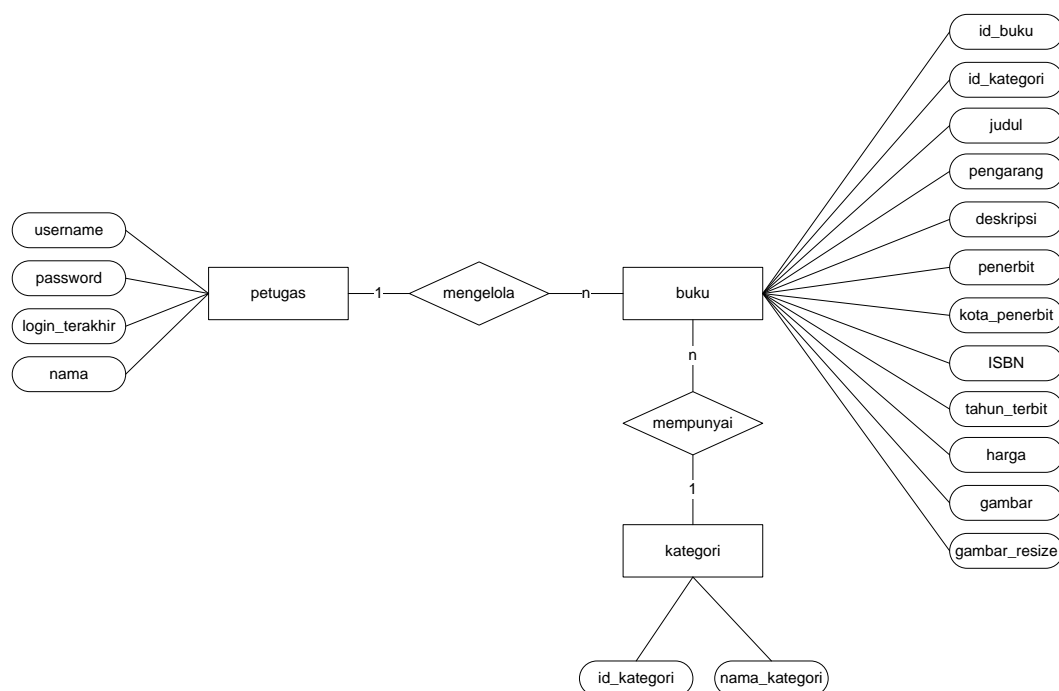 id_buku
id_kategori
judul
pengarang
deskripsi
penerbit
kota_penerbit
ISBN
tahun_terbit
harga
gambar
gambar_resize
username
password
login_terakhir
nama
petugas
1
mengelola
n
buku
n
mempunyai
1
kategori
id_kategori
nama_kategori